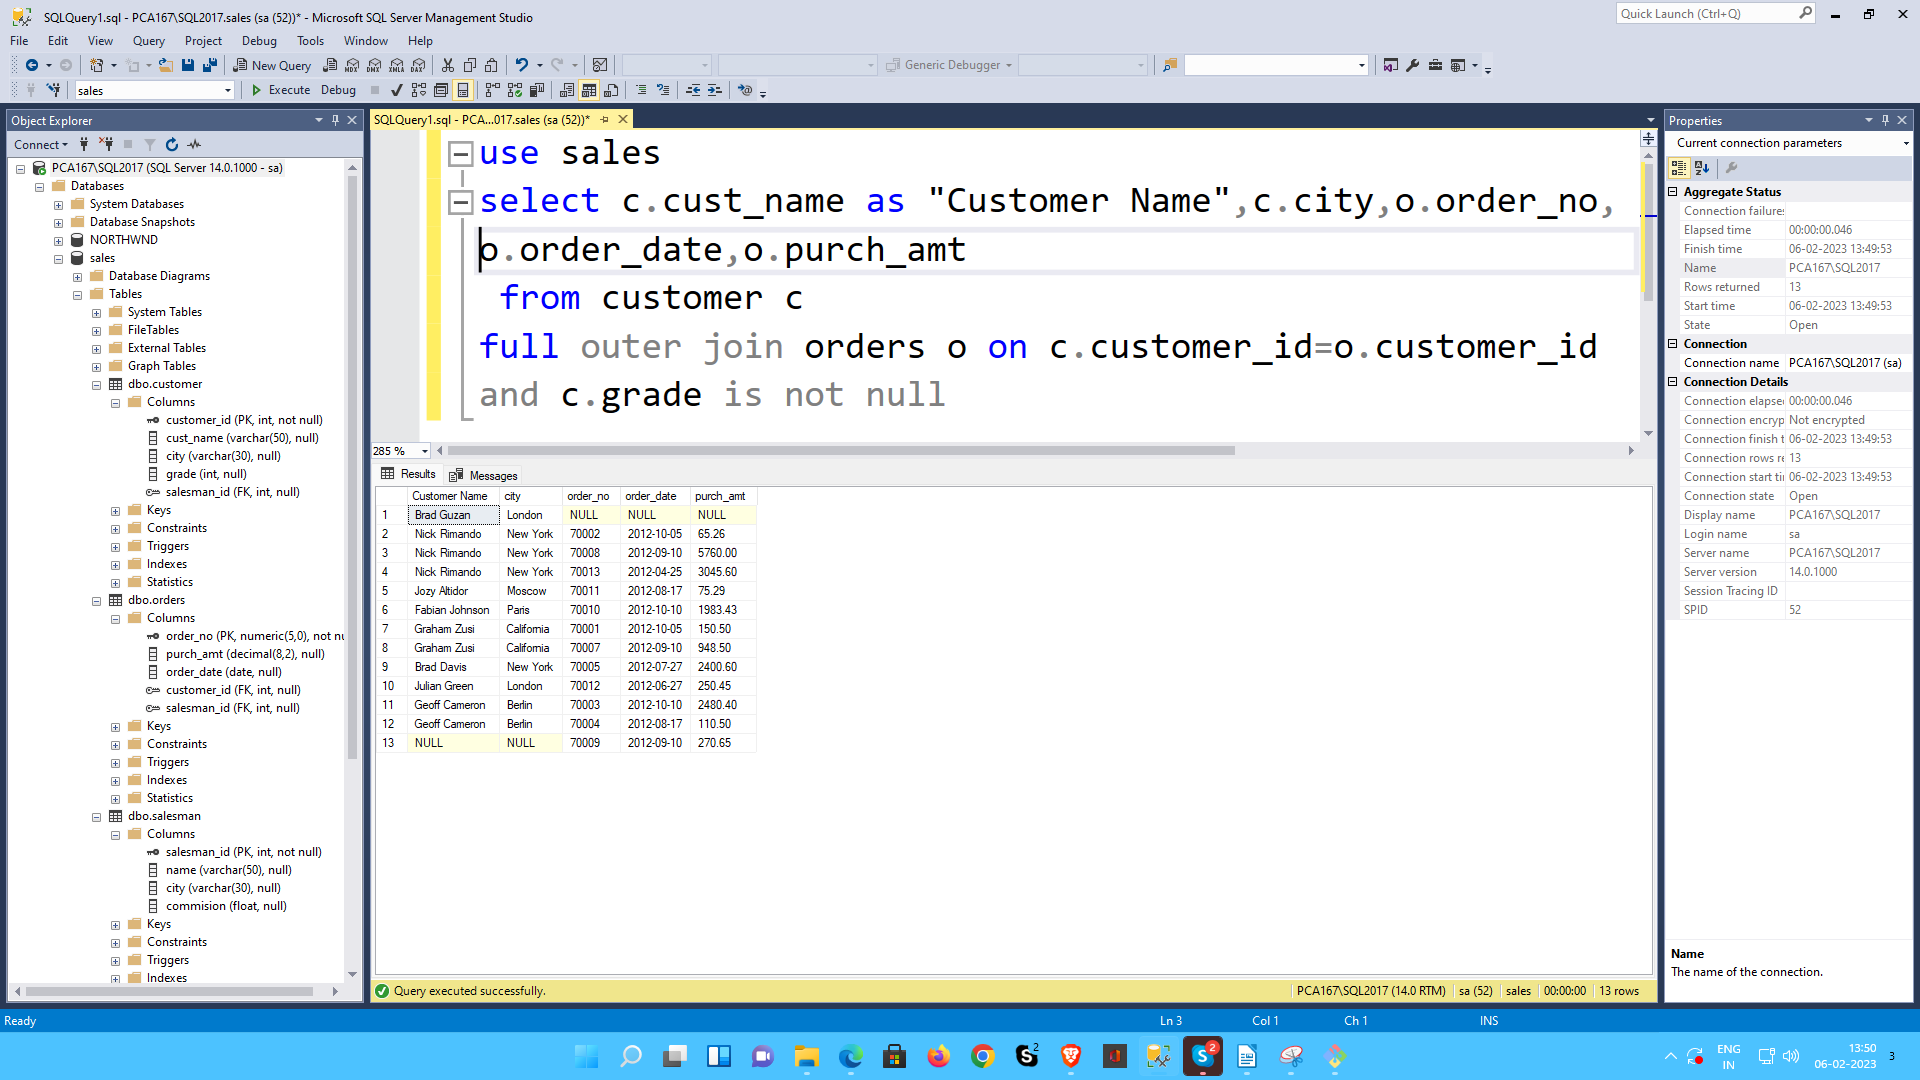 SQLQuery1.sql - PCA167\SQL2017.sales (sa (52))* - Microsoft SQL Server Management Studio
Quick Launch (Ctrl+Q)
File Edit View Query Project Debug Tools Window Help
New Query
MDX DMX XMLA DAX
Generic Debugger
sales
Execute Debug
Object Explorer
Connect
PCA167\SQL2017 (SQL Server 14.0.1000 - sa)
Databases
System Databases
Database Snapshots
NORTHWND
sales
Database Diagrams
Tables
System Tables
FileTables
External Tables
Graph Tables
dbo.customer
Columns
customer_id (PK, int, not null)
cust_name (varchar(50), null)
city (varchar(30), null)
grade (int, null)
salesman_id (FK, int, null)
Keys
Constraints
Triggers
Indexes
Statistics
dbo.orders
Columns
order_no (PK, numeric(5,0), not nu
purch_amt (decimal(8,2), null)
order_date (date, null)
customer_id (FK, int, null)
salesman_id (FK, int, null)
Keys
Constraints
Triggers
Indexes
Statistics
dbo.salesman
Columns
salesman_id (PK, int, not null)
name (varchar(50), null)
city (varchar(30), null)
commision (float, null)
Keys
Constraints
Triggers
Indexes
SQLQuery1.sql - PCA...017.sales (sa (52))*
use sales
select c.cust_name as "Customer Name",c.city,o.order_no,
o.order_date,o.purch_amt
from customer c
full outer join orders o on c.customer_id=o.customer_id
and c.grade is not null
285 %
Results Messages
Customer Name city order_no order_date purch_amt
1 Brad Guzan London NULL NULL NULL
2 Nick Rimando New York 70002 2012-10-05 65.26
3 Nick Rimando New York 70008 2012-09-10 5760.00
4 Nick Rimando New York 70013 2012-04-25 3045.60
5 Jozy Altidor Moscow 70011 2012-08-17 75.29
6 Fabian Johnson Paris 70010 2012-10-10 1983.43
7 Graham Zusi California 70001 2012-10-05 150.50
8 Graham Zusi California 70007 2012-09-10 948.50
9 Brad Davis New York 70005 2012-07-27 2400.60
10 Julian Green London 70012 2012-06-27 250.45
11 Geoff Cameron Berlin 70003 2012-10-10 2480.40
12 Geoff Cameron Berlin 70004 2012-08-17 110.50
13 NULL NULL 70009 2012-09-10 270.65
Query executed successfully.
PCA167\SQL2017 (14.0 RTM) sa (52) sales 00:00:00 13 rows
Properties
Current connection parameters
Aggregate Status
Connection failures
Elapsed time 00:00:00.046
Finish time 06-02-2023 13:49:53
Name PCA167\SQL2017
Rows returned 13
Start time 06-02-2023 13:49:53
State Open
Connection
Connection name PCA167\SQL2017 (sa)
Connection Details
Connection elapse 00:00:00.046
Connection encryp Not encrypted
Connection finish t 06-02-2023 13:49:53
Connection rows re 13
Connection start ti 06-02-2023 13:49:53
Connection state Open
Display name PCA167\SQL2017
Login name sa
Server name PCA167\SQL2017
Server version 14.0.1000
Session Tracing ID
SPID 52
Name
The name of the connection.
Ready Ln 3 Col 1 Ch 1 INS
S 2
S 2
ENG
IN
13:50
06-02-2023
3